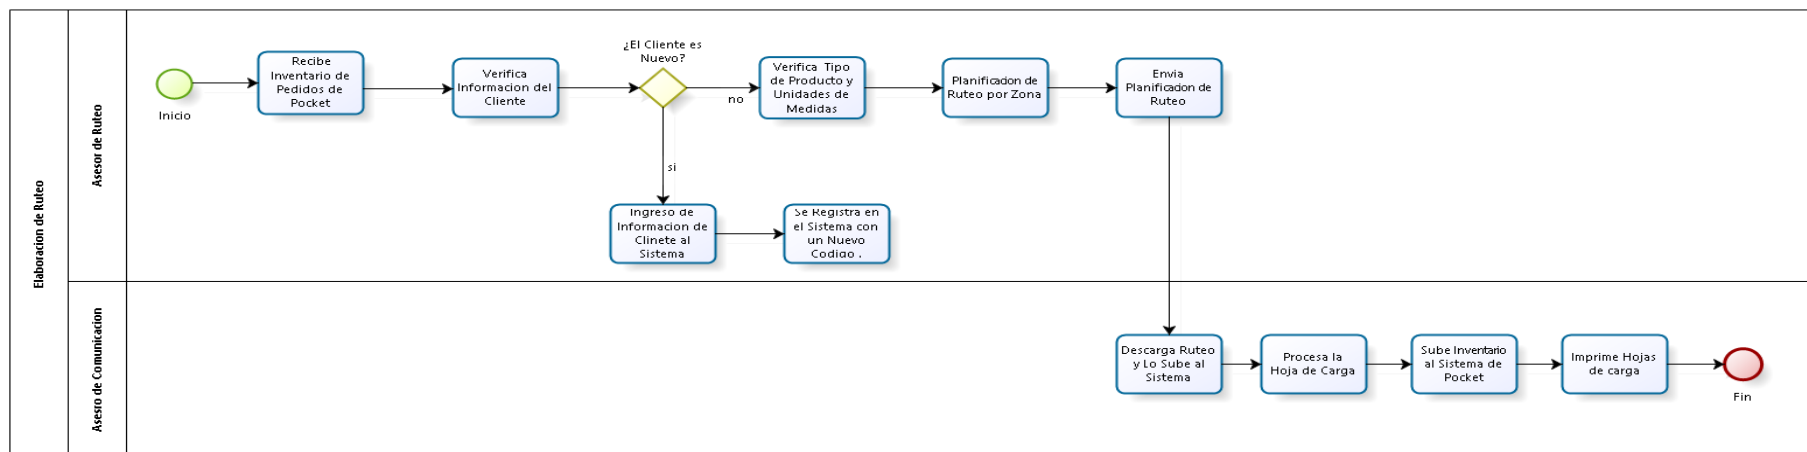 Elaboracion de Ruteo
Asesor de Ruteo
Inicio
Recibe
Inventario de
Pedidos de
Pocket
Verifica
Informacion del
Cliente
¿El Cliente es
Nuevo?
no
si
Verifica Tipo
de Producto y
Unidades de
Medidas
Planificacion de
Ruteo por Zona
Envia
Planificacion de
Ruteo
Ingreso de
Informacion de
Clinete al
Sistema
Se Registra en
el Sistema con
un Nuevo
Codigo .
Asesro de Comunicacion
Descarga Ruteo
y Lo Sube al
Sistema
Procesa la
Hoja de Carga
Sube Inventario
al Sistema de
Pocket
Imprime Hojas
de carga
Fin